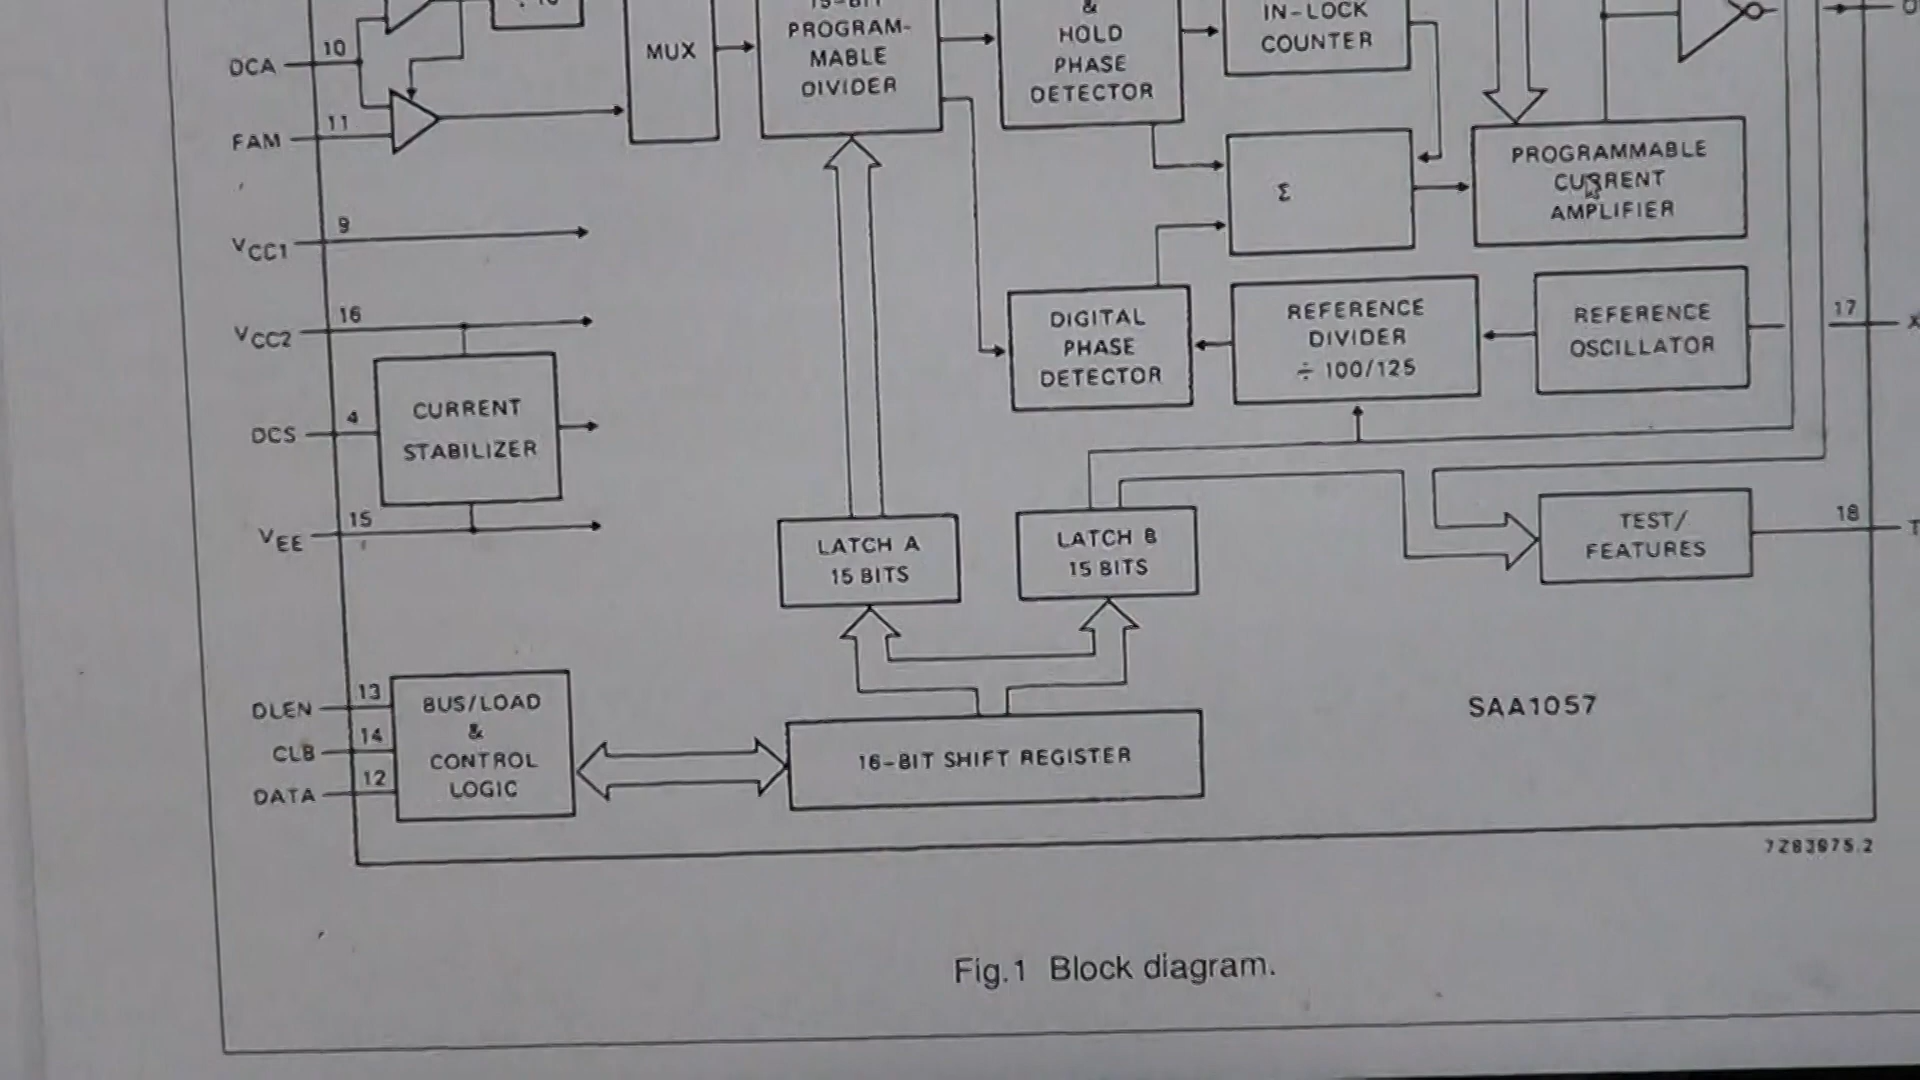 ÷ 10
15-BIT
PROGRAM-
MABLE
DIVIDER
&
HOLD
PHASE
DETECTOR
IN-LOCK
COUNTER
MUX
DCA
10
FAM
11
VCC1
9
VCC2
16
DCS
4
VEE
15
CURRENT
STABILIZER
Σ
PROGRAMMABLE
CURRENT
AMPLIFIER
DIGITAL
PHASE
DETECTOR
REFERENCE
DIVIDER
÷ 100/125
REFERENCE
OSCILLATOR
17
X
LATCH A
15 BITS
LATCH B
15 BITS
TEST/
FEATURES
18
T
DLEN
13
CLB
14
DATA
12
BUS/LOAD
&
CONTROL
LOGIC
16-BIT SHIFT REGISTER
SAA1057
7Z83975.2
Fig.1 Block diagram.